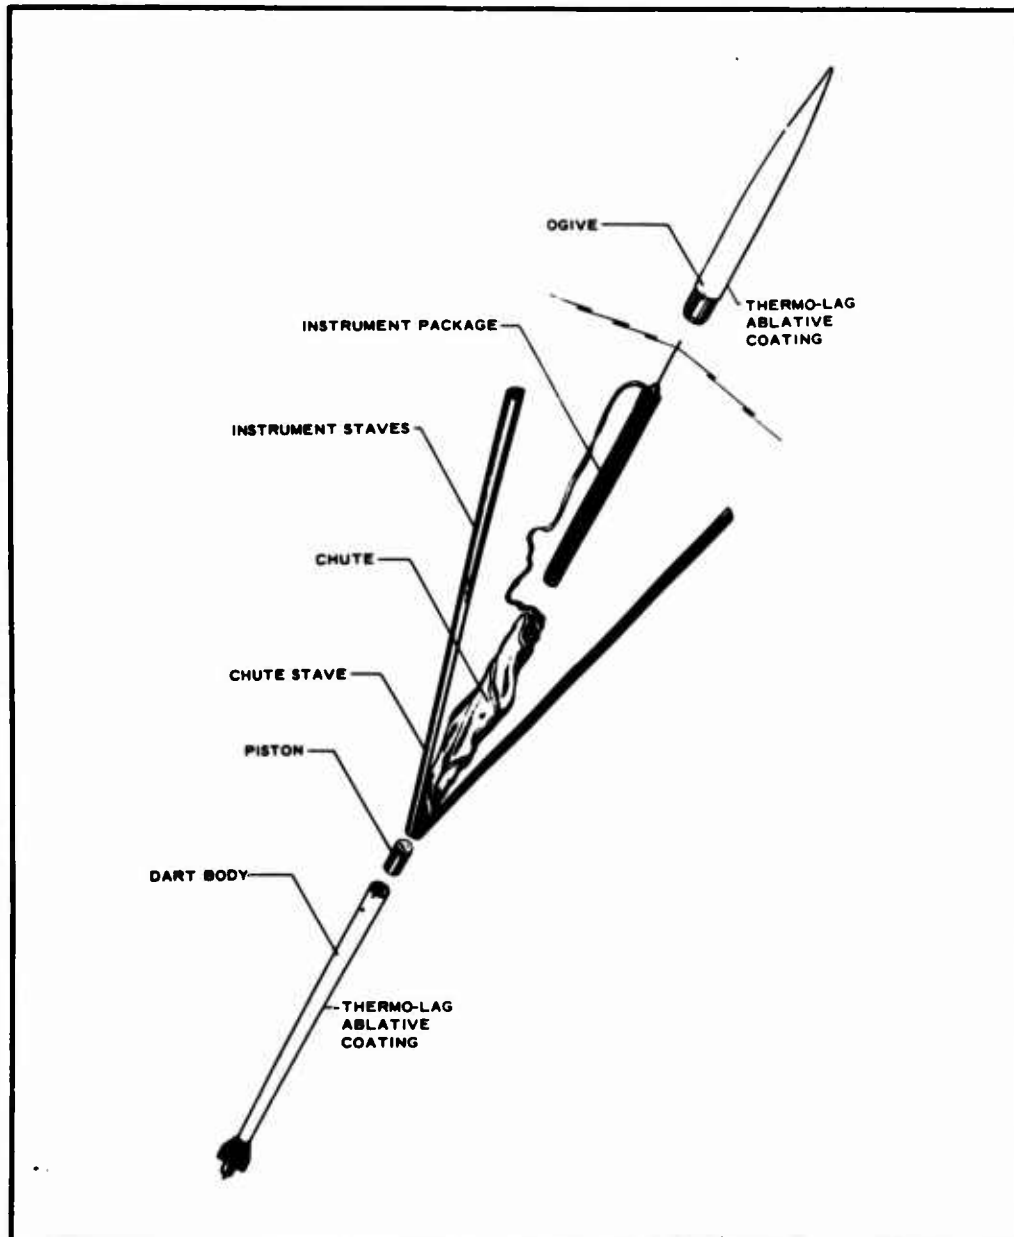 OGIVE
THERMO-LAG
ABLATIVE
COATING
INSTRUMENT PACKAGE
INSTRUMENT STAVES
CHUTE
CHUTE STAVE
PISTON
DART BODY
THERMO-LAG
ABLATIVE
COATING